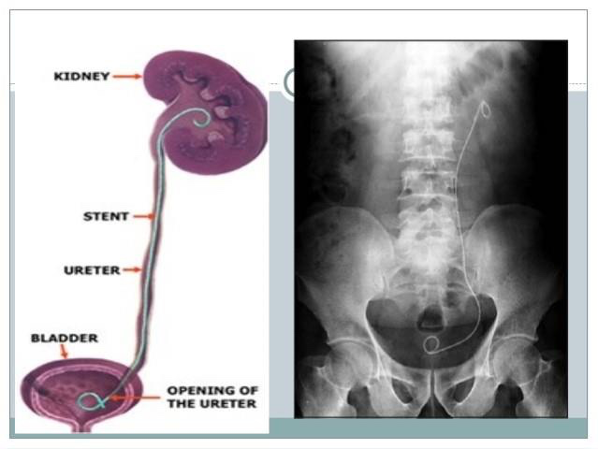 KIDNEY
STENT
URETER
BLADDER
OPENING OF
THE URETER